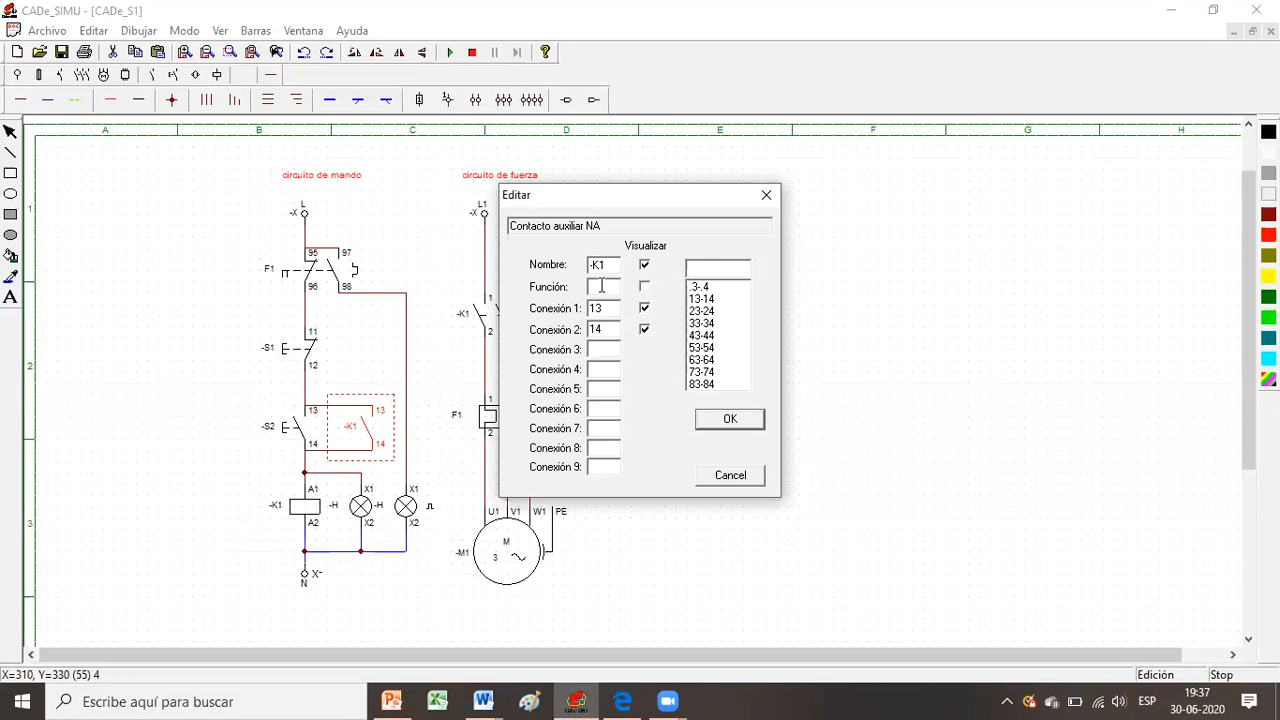 CADe_SIMU - [CADe_S1]
Archivo Editar Dibujar Modo Ver Barras Ventana Ayuda
A B C D E F G H
1
2
3
circuito de mando
circuito de fuerza
L
-X
95 97
F1
96 98
11
-S1
12
13 13
-S2 -K1
14 14
A1 X1 X1
-K1 -H -H
A2 X2 X2
N X-
L1
-X
1
-K1
2
1
F1
2
U1 V1 W1 PE
M
-M1 3
Editar
Contacto auxiliar NA
Visualizar
Nombre: -K1
Función:
Conexión 1: 13
Conexión 2: 14
Conexión 3:
Conexión 4:
Conexión 5:
Conexión 6:
Conexión 7:
Conexión 8:
Conexión 9:
.3-.4
13-14
23-24
33-34
43-44
53-54
63-64
73-74
83-84
OK
Cancel
X=310, Y=330 (55) 4
Edición Stop
Escribe aquí para buscar
ESP
19:37
30-06-2020